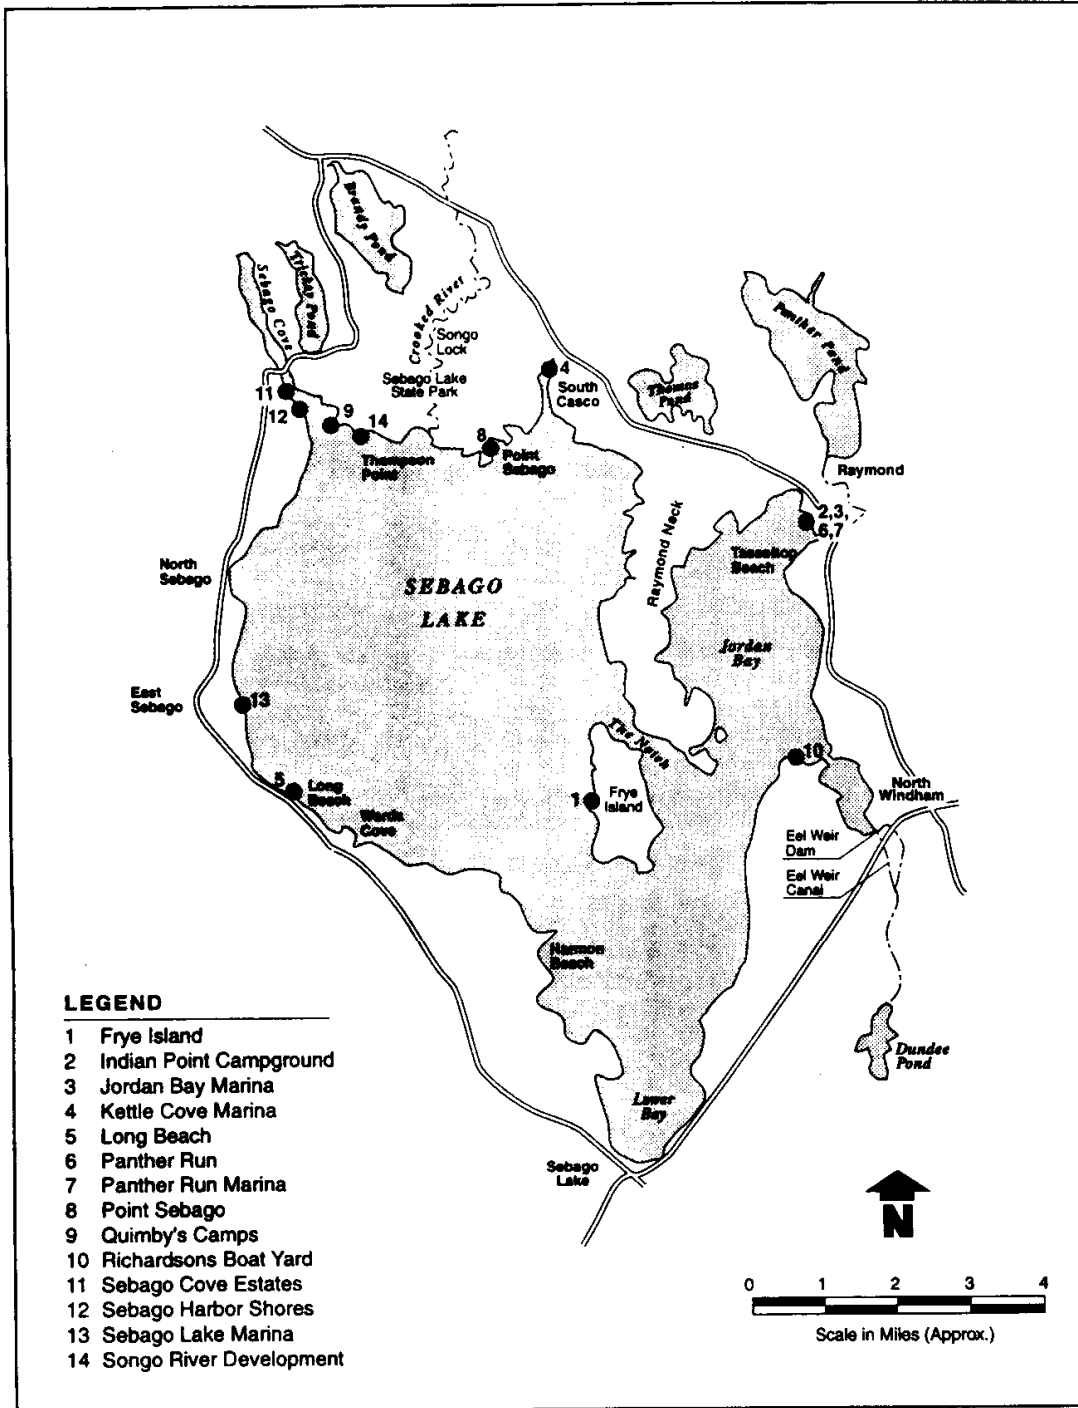 Brandy Pond
Sebago Cove
Trickey Pond
Crooked River
Songo
Lock
Sebago Lake
State Park
4
South
Casco
Thomas
Pond
Panther Pond
11
12
9
14
8
Thompson
Point
Point
Sebago
Raymond
2,3,
6,7
Raymond Neck
Tasseltop
Beach
North
Sebago
SEBAGO
LAKE
Jordan
Bay
East
Sebago
13
The Notch
10
5
Long
Beach
1
Frye
Island
North
Windham
Wards
Cove
Eel Weir
Dam
Eel Weir
Canal
Harmon
Beach
Dundee
Pond
Lower
Bay
Sebago
Lake
LEGEND
1 Frye Island
2 Indian Point Campground
3 Jordan Bay Marina
4 Kettle Cove Marina
5 Long Beach
6 Panther Run
7 Panther Run Marina
8 Point Sebago
9 Quimby's Camps
10 Richardsons Boat Yard
11 Sebago Cove Estates
12 Sebago Harbor Shores
13 Sebago Lake Marina
14 Songo River Development
N
0 1 2 3 4
Scale in Miles (Approx.)